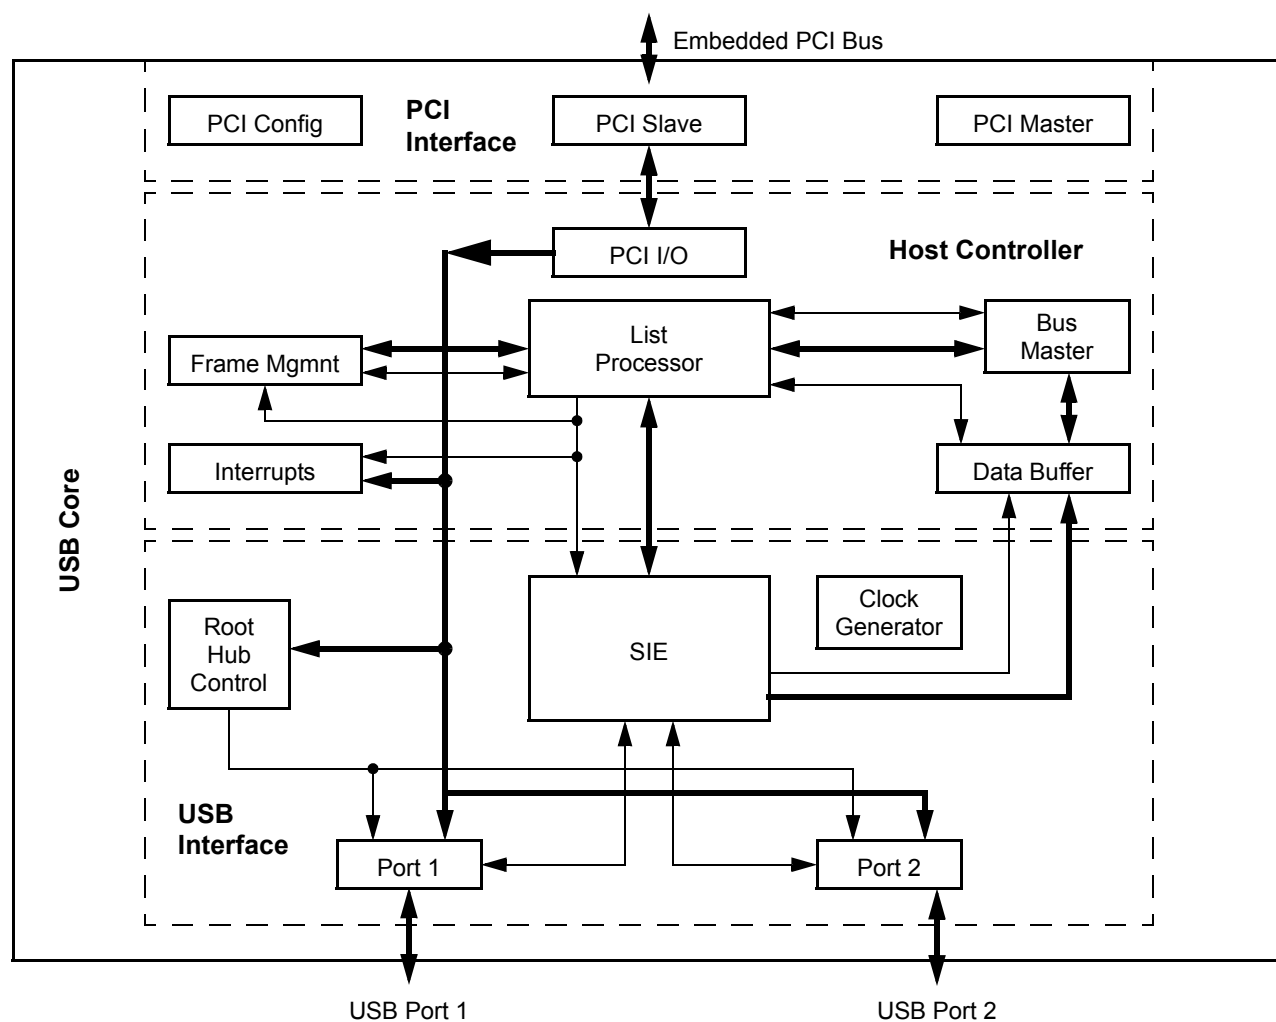 Embedded PCI Bus
PCI Config
PCI
Interface
PCI Slave
PCI Master
PCI I/O
Host Controller
List
Processor
Bus
Master
Frame Mgmnt
Interrupts
Data Buffer
USB Core
Clock
Generator
Root
Hub
Control
SIE
USB
Interface
Port 1
Port 2
USB Port 1
USB Port 2